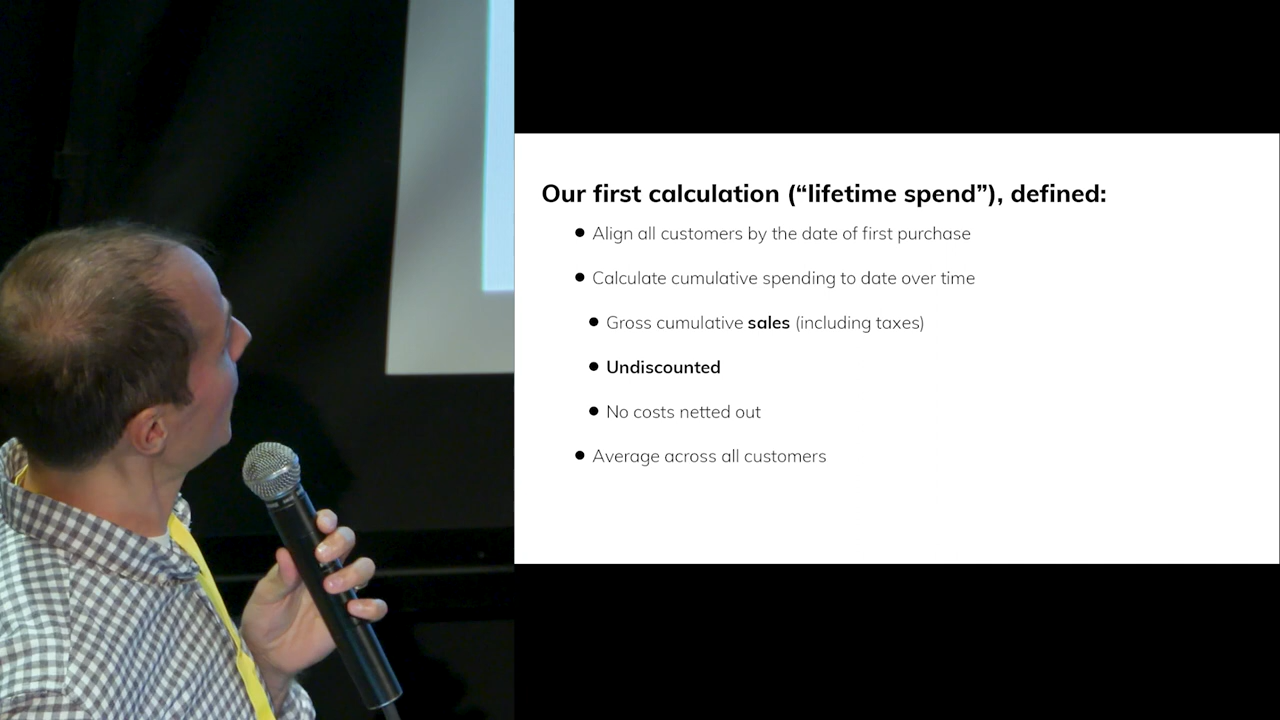 Our first calculation (“lifetime spend”), defined:
● Align all customers by the date of first purchase
● Calculate cumulative spending to date over time
● Gross cumulative sales (including taxes)
● Undiscounted
● No costs netted out
● Average across all customers